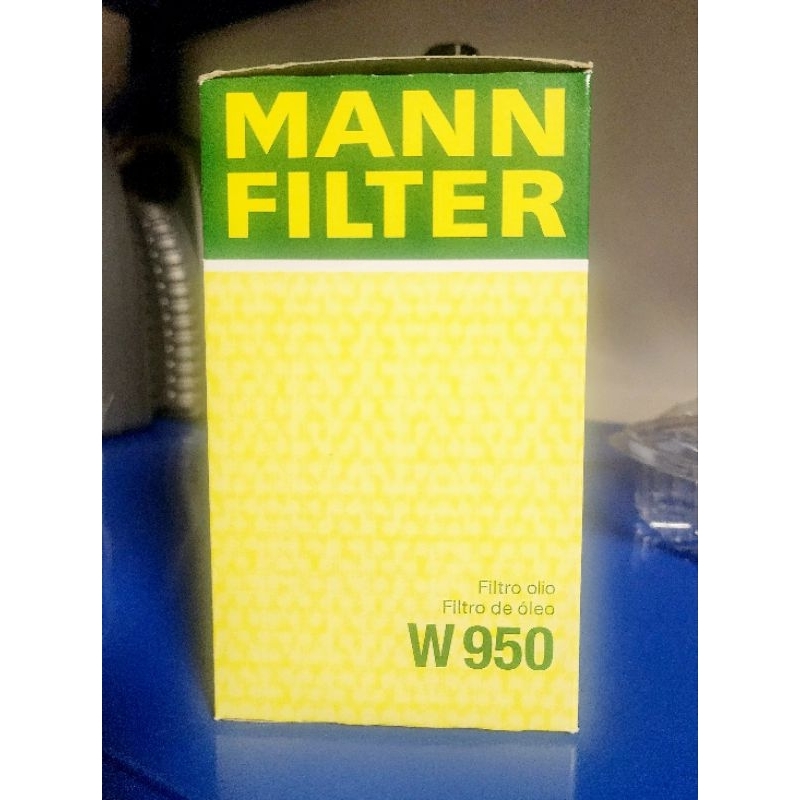 MANN
FILTER
Filtro olio
Filtro de óleo
W 950